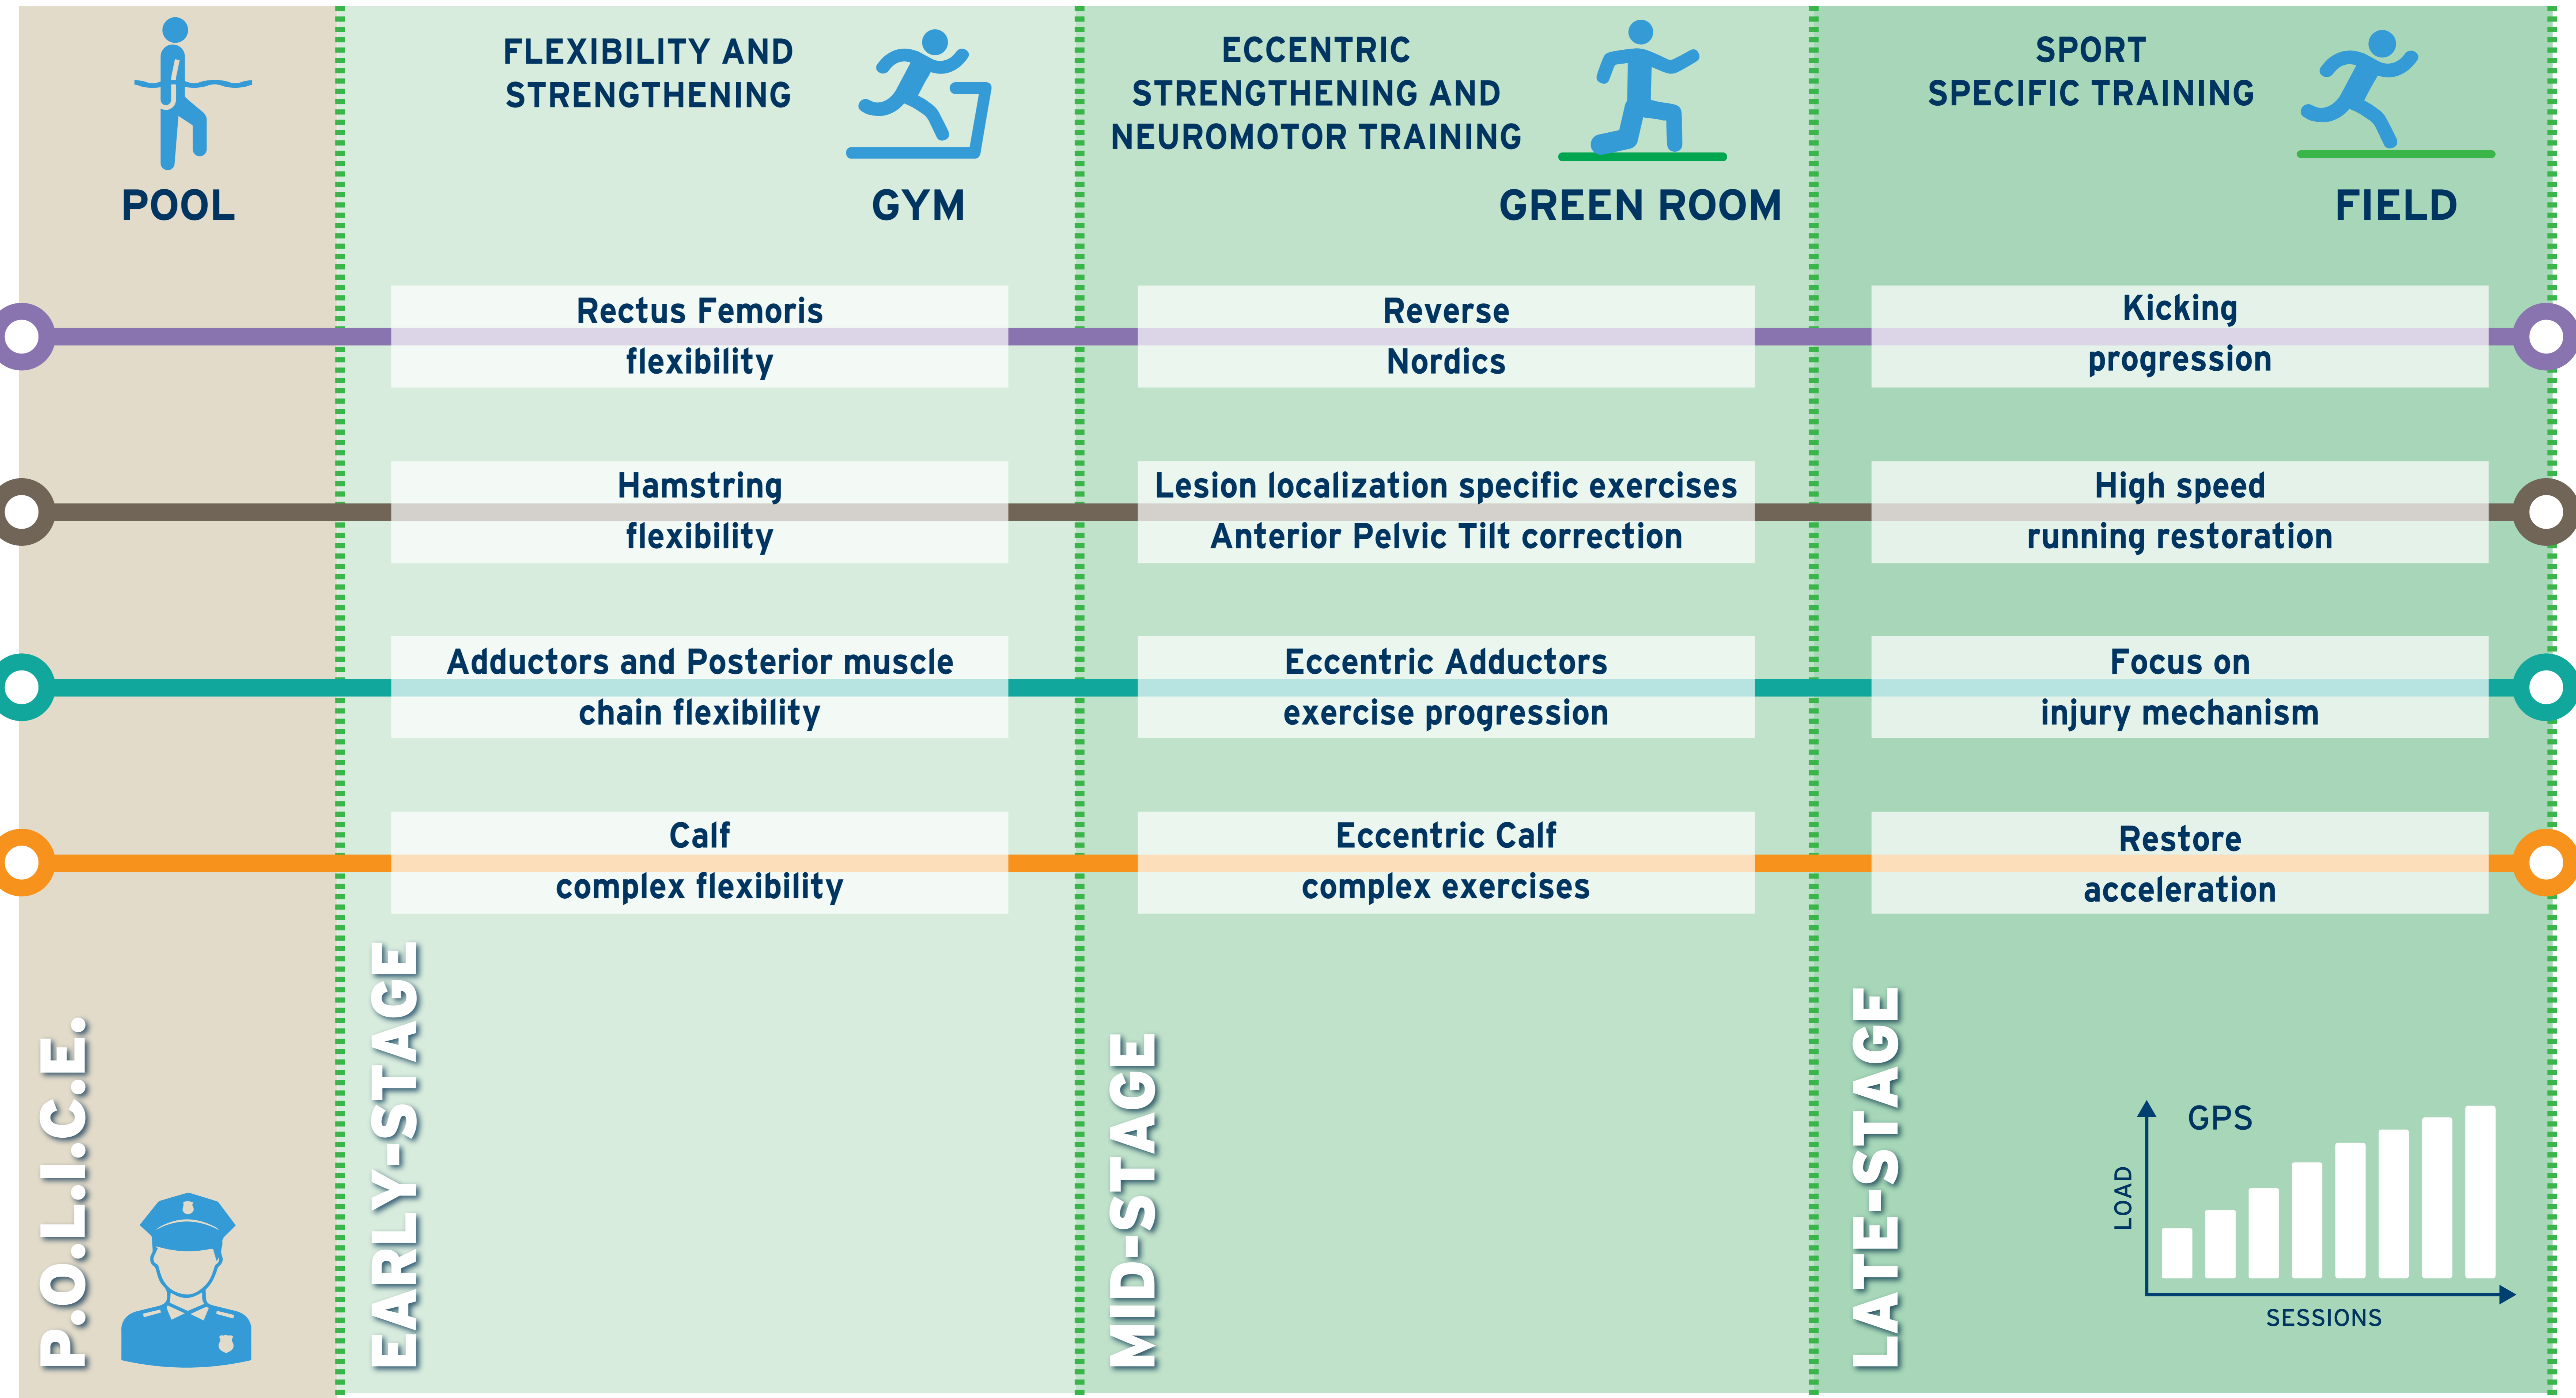 FLEXIBILITY AND
STRENGTHENING
ECCENTRIC
STRENGTHENING AND
NEUROMOTOR TRAINING
SPORT
SPECIFIC TRAINING
POOL
GYM
GREEN ROOM
FIELD
Rectus Femoris
flexibility
Reverse
Nordics
Kicking
progression
Hamstring
flexibility
Lesion localization specific exercises
Anterior Pelvic Tilt correction
High speed
running restoration
Adductors and Posterior muscle
chain flexibility
Eccentric Adductors
exercise progression
Focus on
injury mechanism
Calf
complex flexibility
Eccentric Calf
complex exercises
Restore
acceleration
P.O.L.I.C.E.
EARLY-STAGE
MID-STAGE
LATE-STAGE
GPS
LOAD
SESSIONS